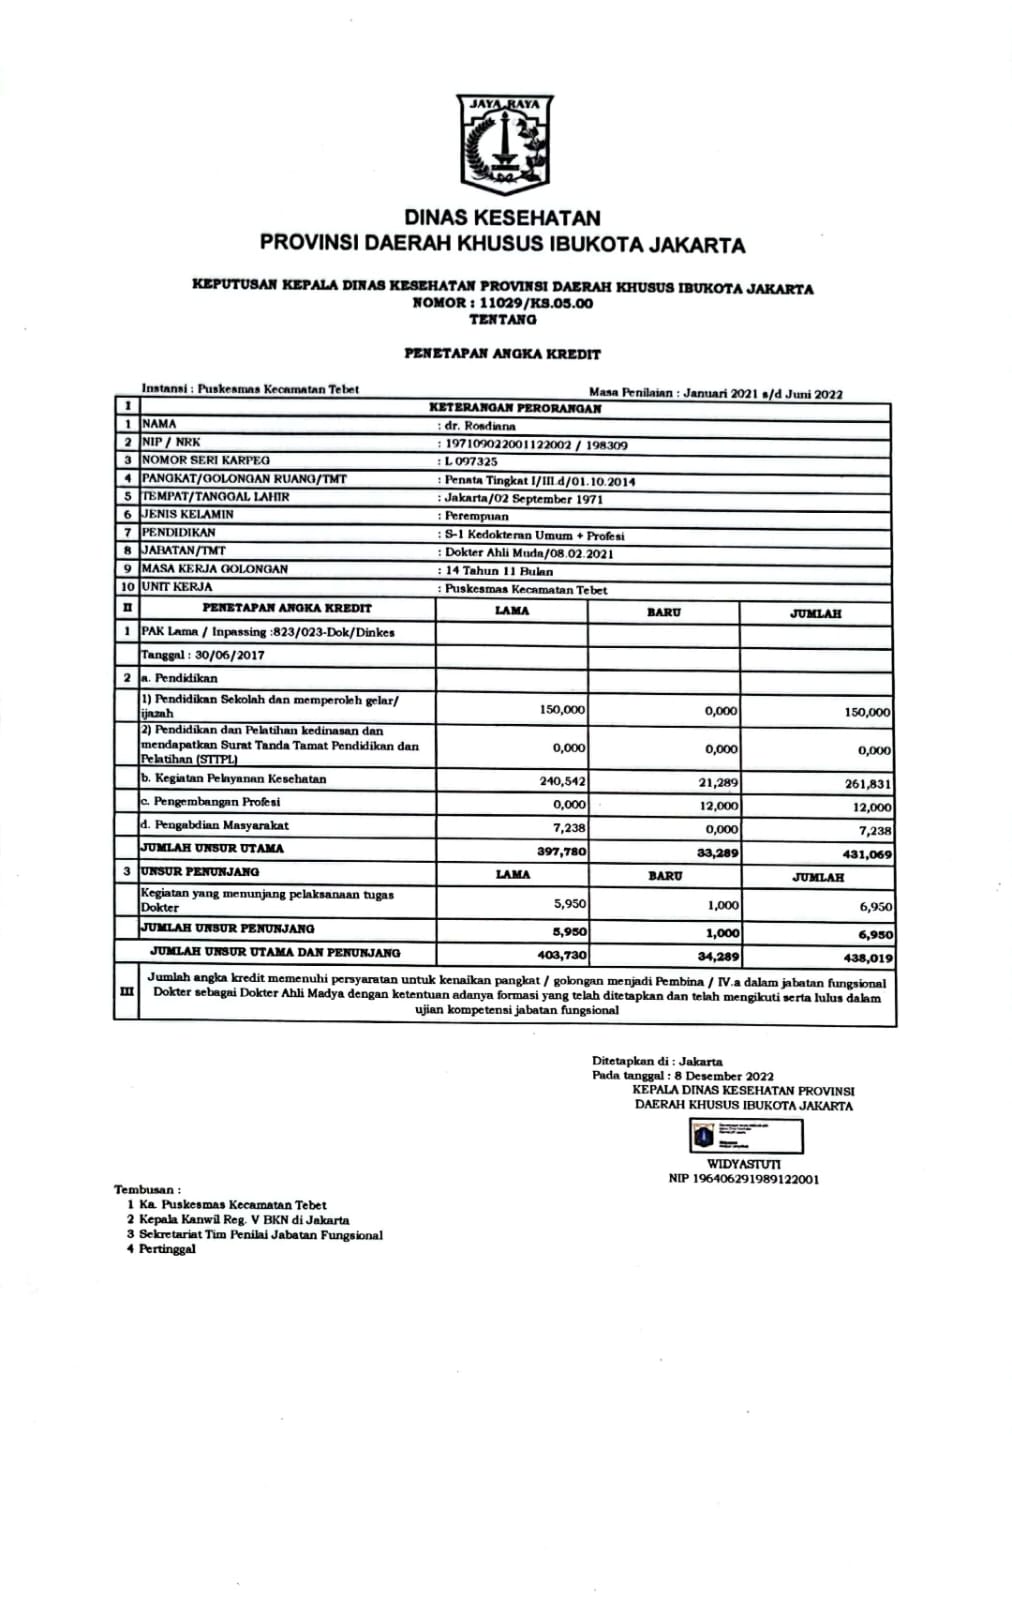 JAYA RAYA
DINAS KESEHATAN
PROVINSI DAERAH KHUSUS IBUKOTA JAKARTA
KEPUTUSAN KEPALA DINAS KESEHATAN PROVINSI DAERAH KHUSUS IBUKOTA JAKARTA
NOMOR : 11029/KS.05.00
TENTANG
PENETAPAN ANGKA KREDIT
Instansi : Puskesmas Kecamatan Tebet Masa Penilaian : Januari 2021 s/d Juni 2022
I KETERANGAN PERORANGAN
1 NAMA : dr. Rosdiana
2 NIP / NRK : 197109022001122002 / 198309
3 NOMOR SERI KARPEG : L 097325
4 PANGKAT/GOLONGAN RUANG/TMT : Penata Tingkat I/III.d/01.10.2014
5 TEMPAT/TANGGAL LAHIR : Jakarta/02 September 1971
6 JENIS KELAMIN : Perempuan
7 PENDIDIKAN : S-1 Kedokteran Umum + Profesi
8 JABATAN/TMT : Dokter Ahli Muda/08.02.2021
9 MASA KERJA GOLONGAN : 14 Tahun 11 Bulan
10 UNIT KERJA : Puskesmas Kecamatan Tebet
II PENETAPAN ANGKA KREDIT LAMA BARU JUMLAH
1 PAK Lama / Inpassing :823/023-Dok/Dinkes
Tanggal : 30/06/2017
2 a. Pendidikan
1) Pendidikan Sekolah dan memperoleh gelar/
ijazah 150,000 0,000 150,000
2) Pendidikan dan Pelatihan kedinasan dan
mendapatkan Surat Tanda Tamat Pendidikan dan 0,000 0,000 0,000
Pelatihan (STTPL)
b. Kegiatan Pelayanan Kesehatan 240,542 21,289 261,831
c. Pengembangan Profesi 0,000 12,000 12,000
d. Pengabdian Masyarakat 7,238 0,000 7,238
JUMLAH UNSUR UTAMA 397,780 33,289 431,069
3 UNSUR PENUNJANG LAMA BARU JUMLAH
Kegiatan yang menunjang pelaksanaan tugas
Dokter 5,950 1,000 6,950
JUMLAH UNSUR PENUNJANG 5,950 1,000 6,950
JUMLAH UNSUR UTAMA DAN PENUNJANG 403,730 34,289 438,019
Jumlah angka kredit memenuhi persyaratan untuk kenaikan pangkat / golongan menjadi Pembina / IV.a dalam jabatan fungsional
III Dokter sebagai Dokter Ahli Madya dengan ketentuan adanya formasi yang telah ditetapkan dan telah mengikuti serta lulus dalam
ujian kompetensi jabatan fungsional
Ditetapkan di : Jakarta
Pada tanggal : 8 Desember 2022
KEPALA DINAS KESEHATAN PROVINSI
DAERAH KHUSUS IBUKOTA JAKARTA
WIDYASTUTI
NIP 196406291989122001
Tembusan :
1 Ka. Puskesmas Kecamatan Tebet
2 Kepala Kanwil Reg. V BKN di Jakarta
3 Sekretariat Tim Penilai Jabatan Fungsional
4 Pertinggal